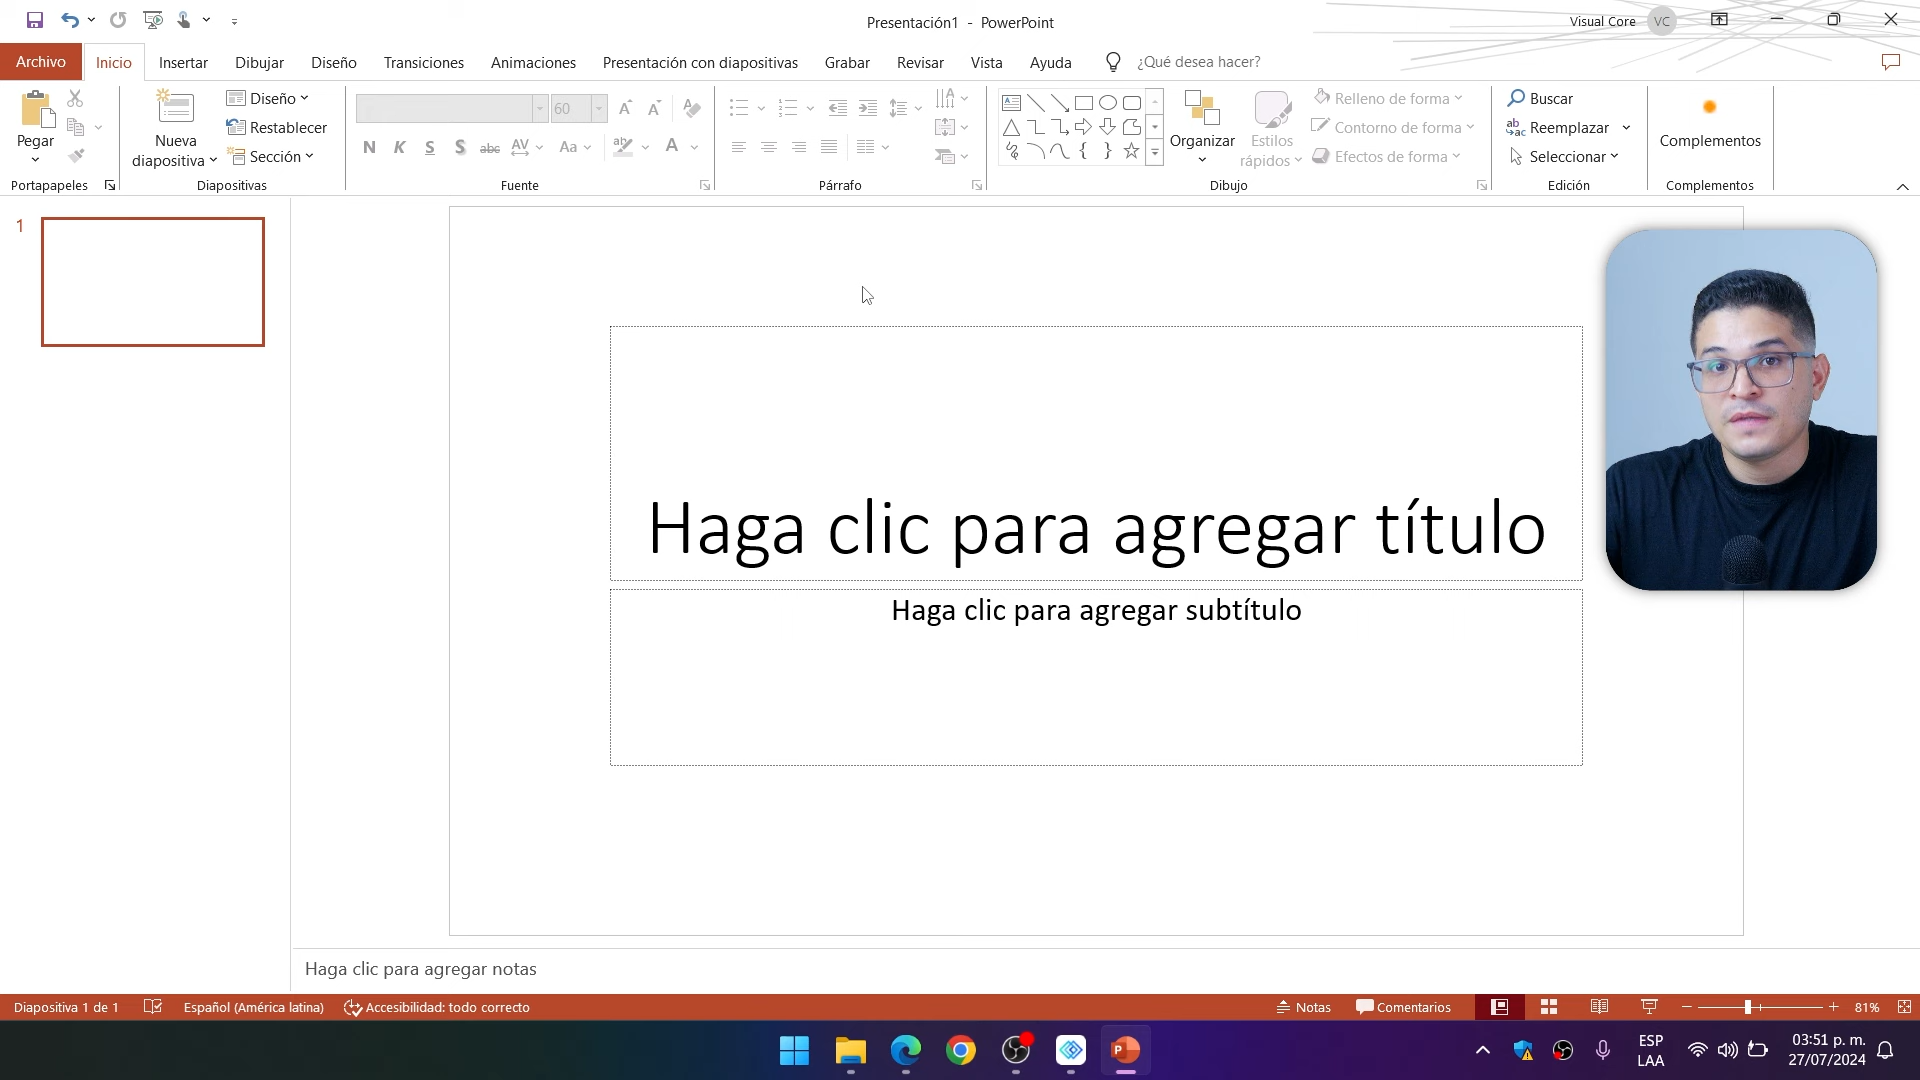 Presentación1 - PowerPoint
Visual Core
VC
Archivo
Inicio
Insertar
Dibujar
Diseño
Transiciones
Animaciones
Presentación con diapositivas
Grabar
Revisar
Vista
Ayuda
¿Qué desea hacer?
Pegar
Nueva
diapositiva
Diseño
Restablecer
Sección
60
N K S S abc AV Aa ab A
Organizar
Estilos
rápidos
Relleno de forma
Contorno de forma
Efectos de forma
Buscar
Reemplazar
Seleccionar
Complementos
Portapapeles
Diapositivas
Fuente
Párrafo
Dibujo
Edición
Complementos
1
Haga clic para agregar título
Haga clic para agregar subtítulo
Haga clic para agregar notas
Diapositiva 1 de 1
Español (América latina)
Accesibilidad: todo correcto
Notas
Comentarios
81%
ESP
LAA
03:51 p. m.
27/07/2024